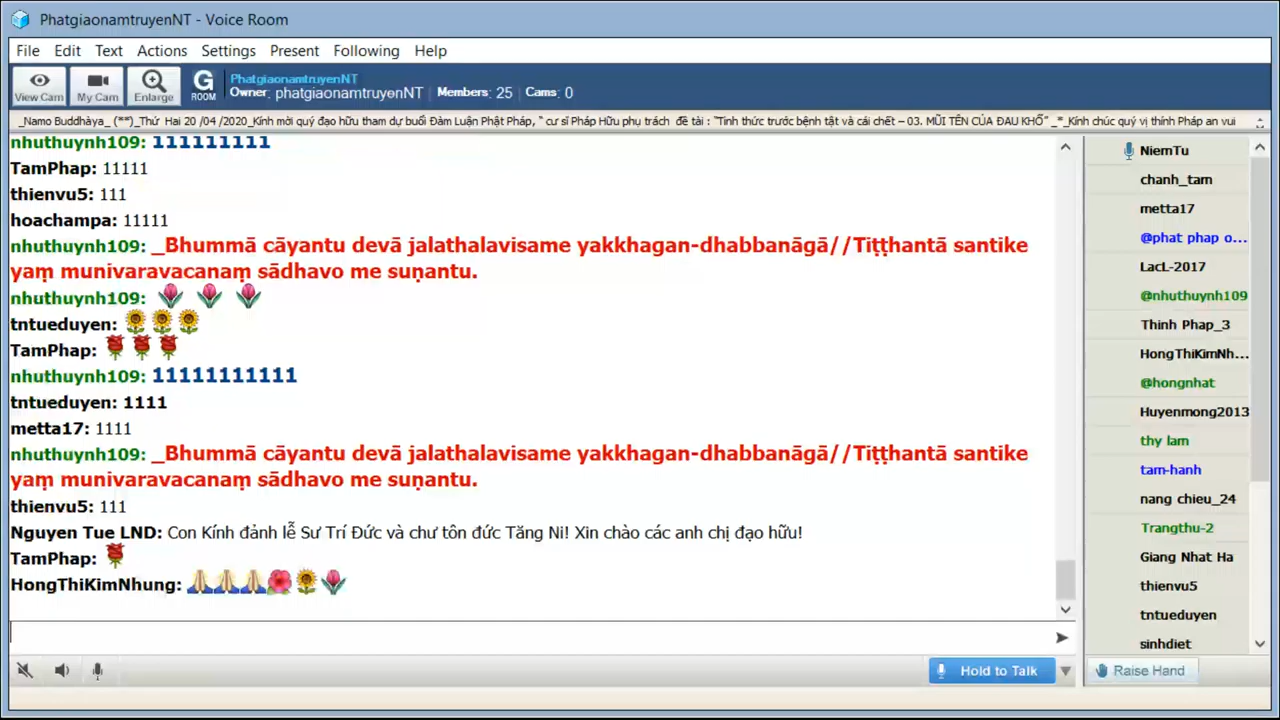 PhatgiaonamtruyenNT - Voice Room
File Edit Text Actions Settings Present Following Help
View Cam My Cam Enlarge G ROOM
PhatgiaonamtruyenNT
Owner: phatgiaonamtruyenNT Members: 25 Cams: 0
_Namo Buddhàya_ (**)_Thứ Hai 20 /04 /2020_Kính mời quý đạo hữu tham dự buổi Đàm Luận Phật Pháp, “ cư sĩ Pháp Hữu phụ trách đề tài : "Tỉnh thức trước bệnh tật và cái chết – 03. MŨI TÊN CỦA ĐAU KHỔ” _*_Kính chúc quý vị thính Pháp an vui
nhuthuynh109: 1111111111
TamPhap: 11111
thienvu5: 111
hoachampa: 11111
nhuthuynh109: _Bhummā cāyantu devā jalathalavisame yakkhagan-dhabbanāgā//Tiṭṭhantā santike
yaṃ munivaravacanaṃ sādhavo me suṇantu.
nhuthuynh109:
tntueduyen:
TamPhap:
nhuthuynh109: 11111111111
tntueduyen: 1111
metta17: 1111
nhuthuynh109: _Bhummā cāyantu devā jalathalavisame yakkhagan-dhabbanāgā//Tiṭṭhantā santike
yaṃ munivaravacanaṃ sādhavo me suṇantu.
thienvu5: 111
Nguyen Tue LND: Con Kính đảnh lễ Sư Trí Đức và chư tôn đức Tăng Ni! Xin chào các anh chị đạo hữu!
TamPhap:
HongThiKimNhung:
Hold to Talk
NiemTu
chanh_tam
metta17
@phat phap o...
LacL-2017
@nhuthuynh109
Thinh Phap_3
HongThiKimNh...
@hongnhat
Huyenmong2013
thy lam
tam-hanh
nang chieu_24
Trangthu-2
Giang Nhat Ha
thienvu5
tntueduyen
sinhdiet
Raise Hand